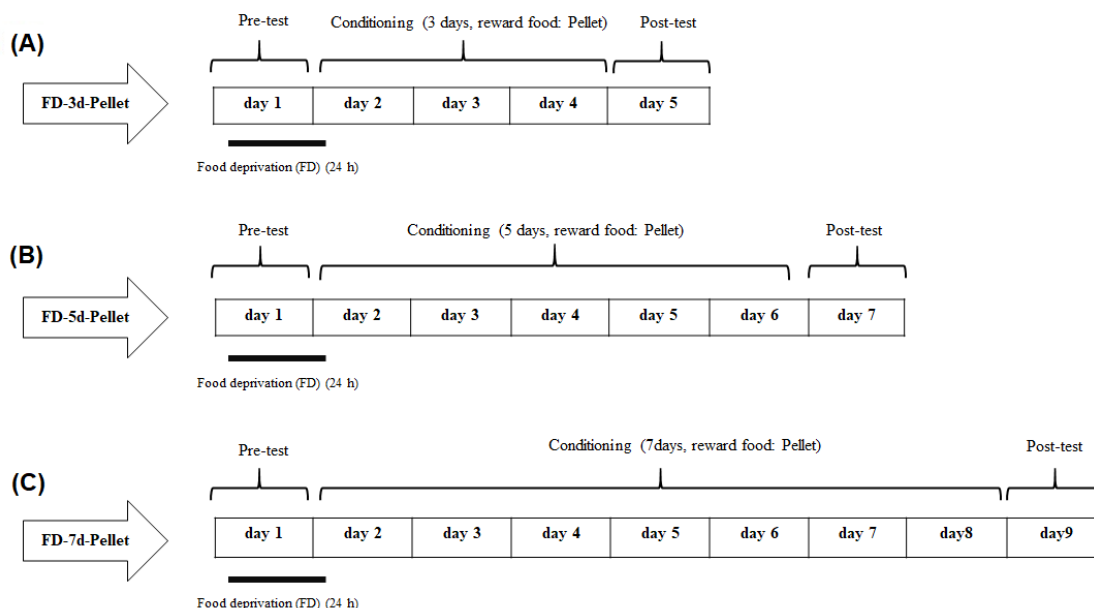 (A)
FD-3d-Pellet
Pre-test
Conditioning (3 days, reward food: Pellet)
Post-test
day 1 day 2 day 3 day 4 day 5
Food deprivation (FD) (24 h)
(B)
FD-5d-Pellet
Pre-test
Conditioning (5 days, reward food: Pellet)
Post-test
day 1 day 2 day 3 day 4 day 5 day 6 day 7
Food deprivation (FD) (24 h)
(C)
FD-7d-Pellet
Pre-test
Conditioning (7days, reward food: Pellet)
Post-test
day 1 day 2 day 3 day 4 day 5 day 6 day 7 day8 day9
Food deprivation (FD) (24 h)